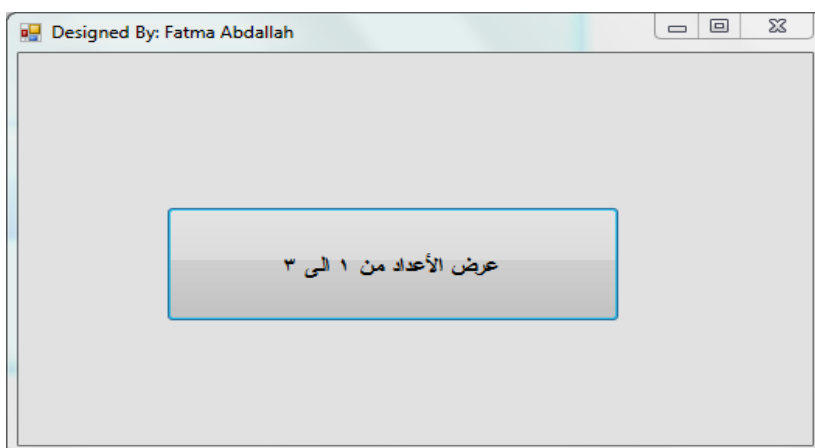 Designed By: Fatma Abdallah
عرض الأعداد من ١ الى ٣